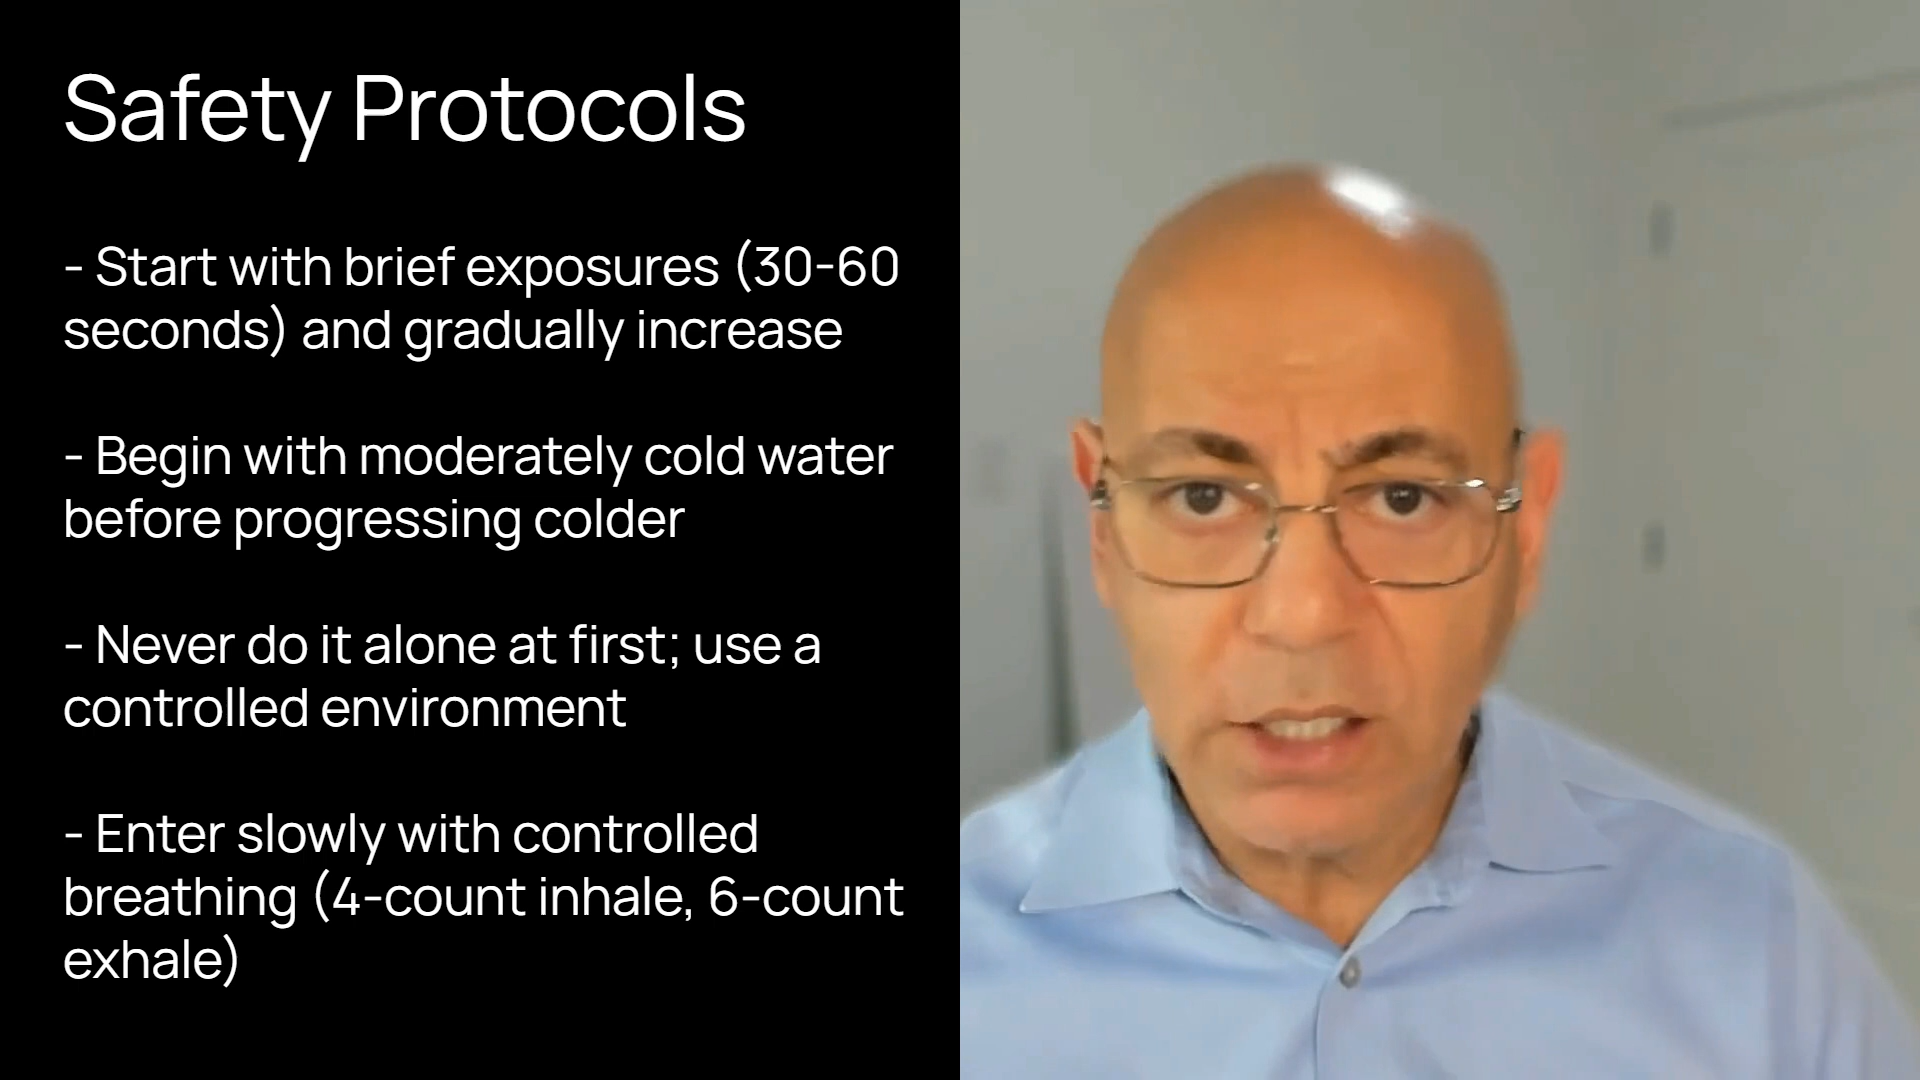 Safety Protocols
- Start with brief exposures (30-60
seconds) and gradually increase
- Begin with moderately cold water
before progressing colder
- Never do it alone at first; use a
controlled environment
- Enter slowly with controlled
breathing (4-count inhale, 6-count
exhale)